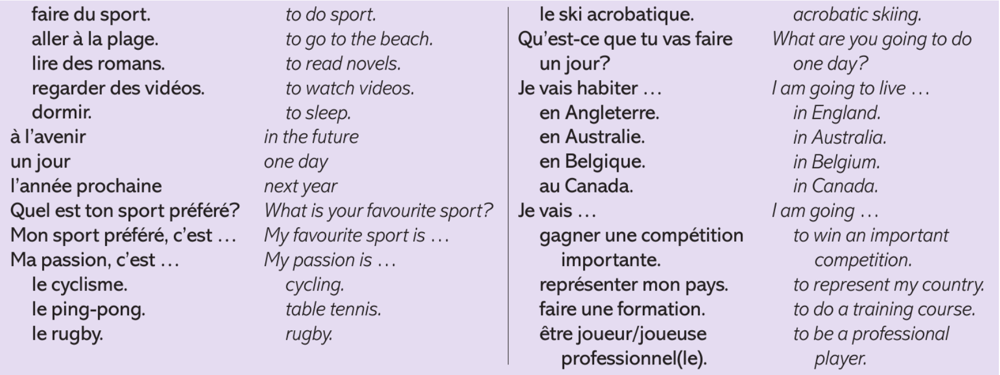 faire du sport. to do sport.
aller à la plage. to go to the beach.
lire des romans. to read novels.
regarder des vidéos. to watch videos.
dormir. to sleep.
à l'avenir in the future
un jour one day
l'année prochaine next year
Quel est ton sport préféré? What is your favourite sport?
Mon sport préféré, c'est … My favourite sport is …
Ma passion, c'est … My passion is …
le cyclisme. cycling.
le ping-pong. table tennis.
le rugby. rugby.
le ski acrobatique. acrobatic skiing.
Qu'est-ce que tu vas faire What are you going to do
un jour? one day?
Je vais habiter … I am going to live …
en Angleterre. in England.
en Australie. in Australia.
en Belgique. in Belgium.
au Canada. in Canada.
Je vais … I am going …
gagner une compétition to win an important
importante. competition.
représenter mon pays. to represent my country.
faire une formation. to do a training course.
être joueur/joueuse to be a professional
professionnel(le). player.